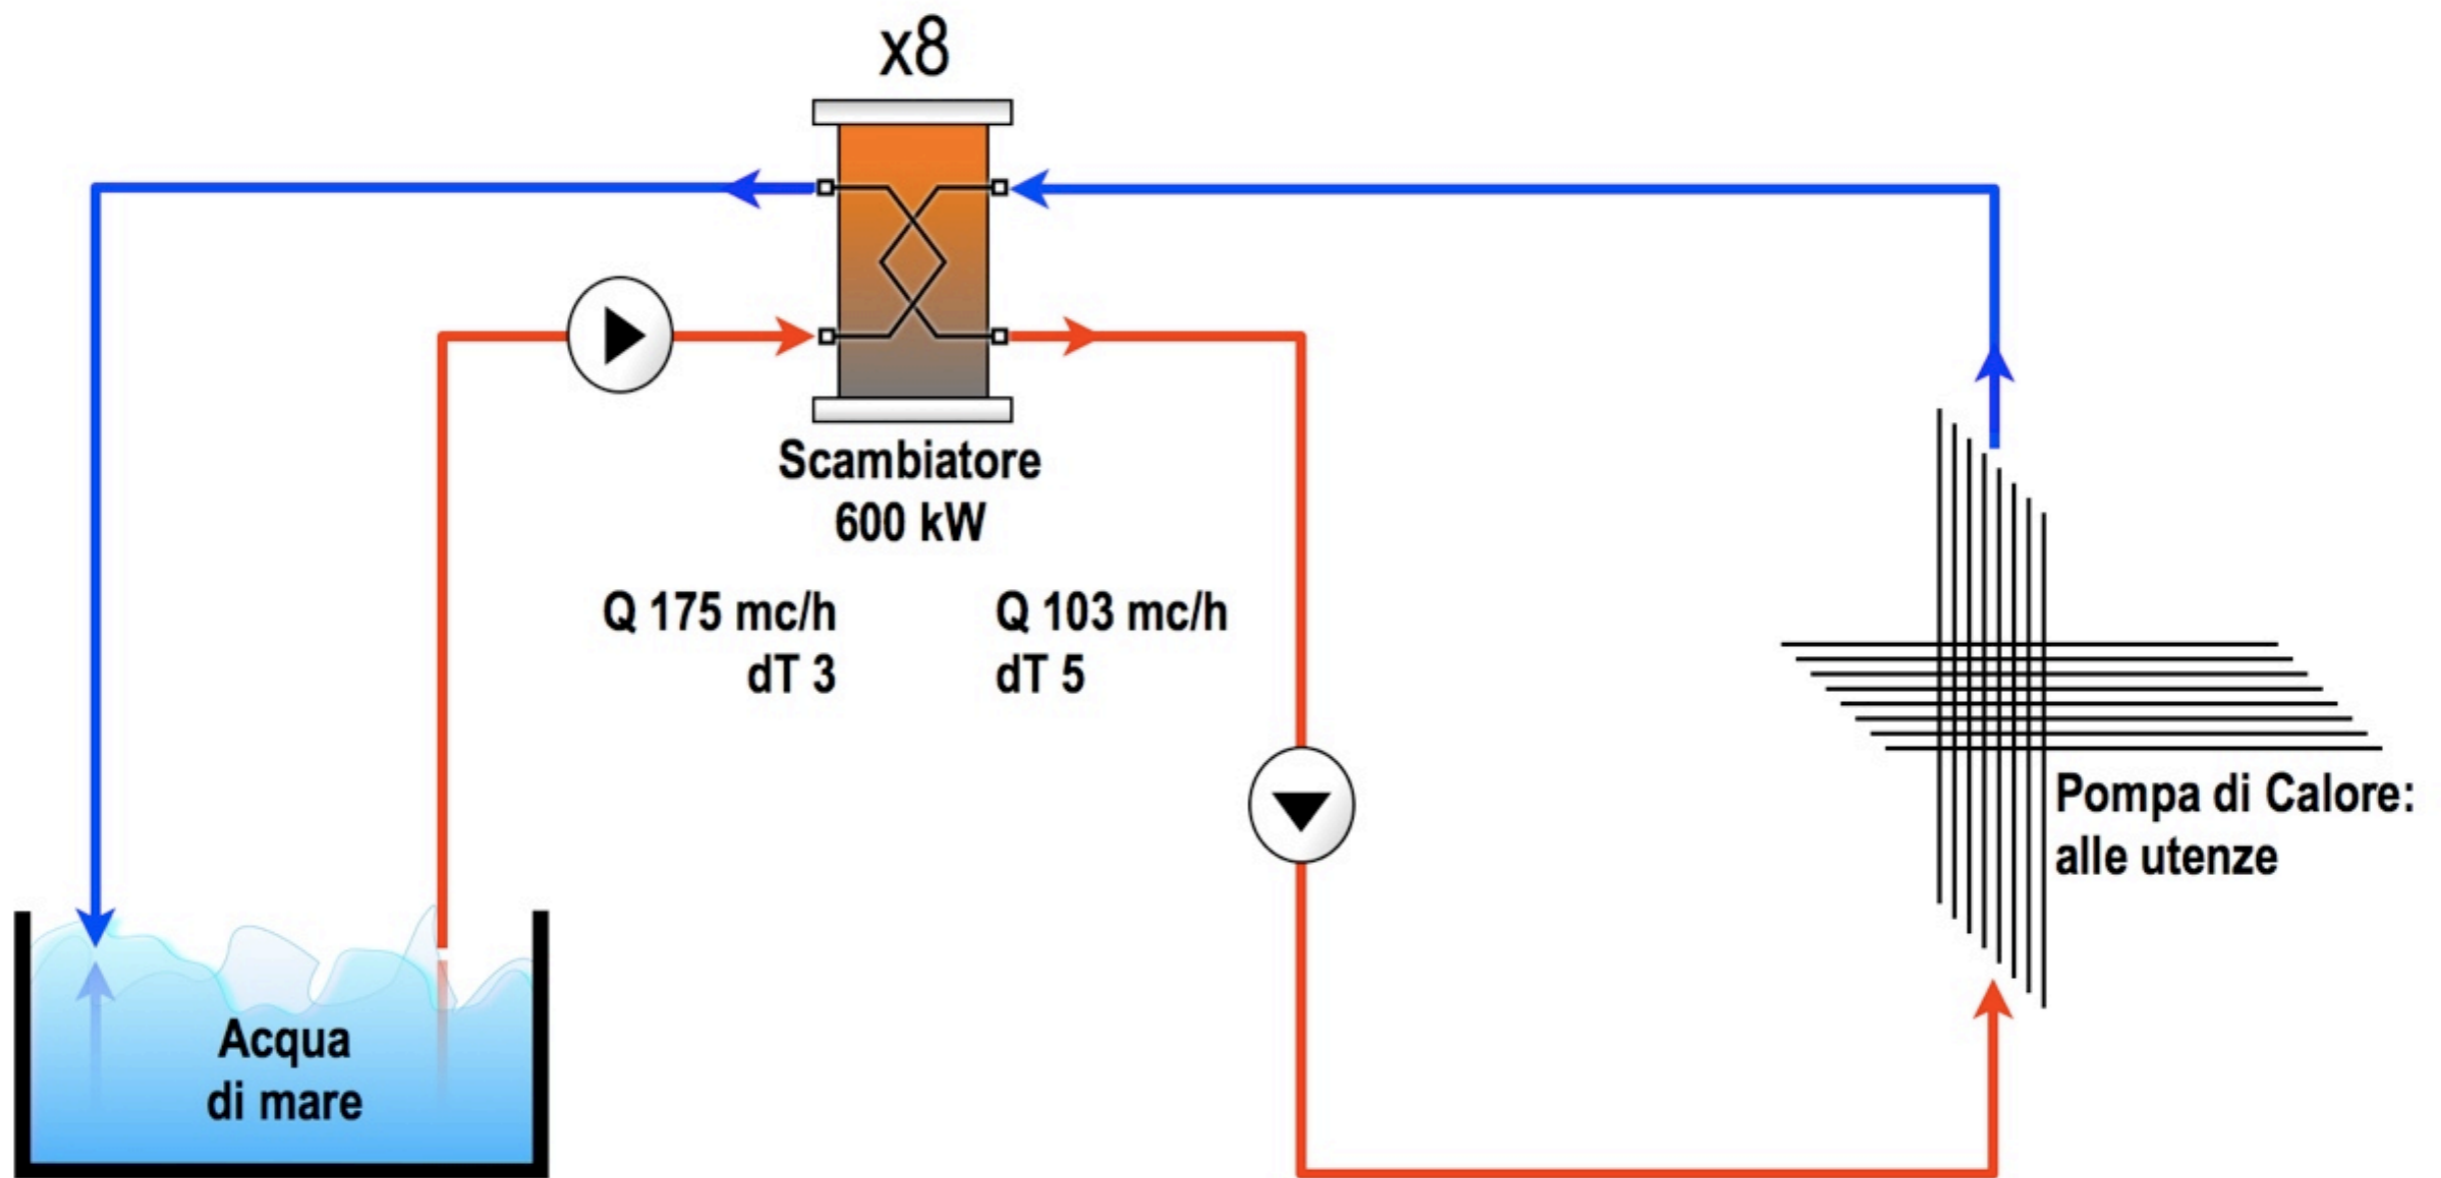 x8
Scambiatore
600 kW
Q 175 mc/h
dT 3
Q 103 mc/h
dT 5
Pompa di Calore:
alle utenze
Acqua
di mare